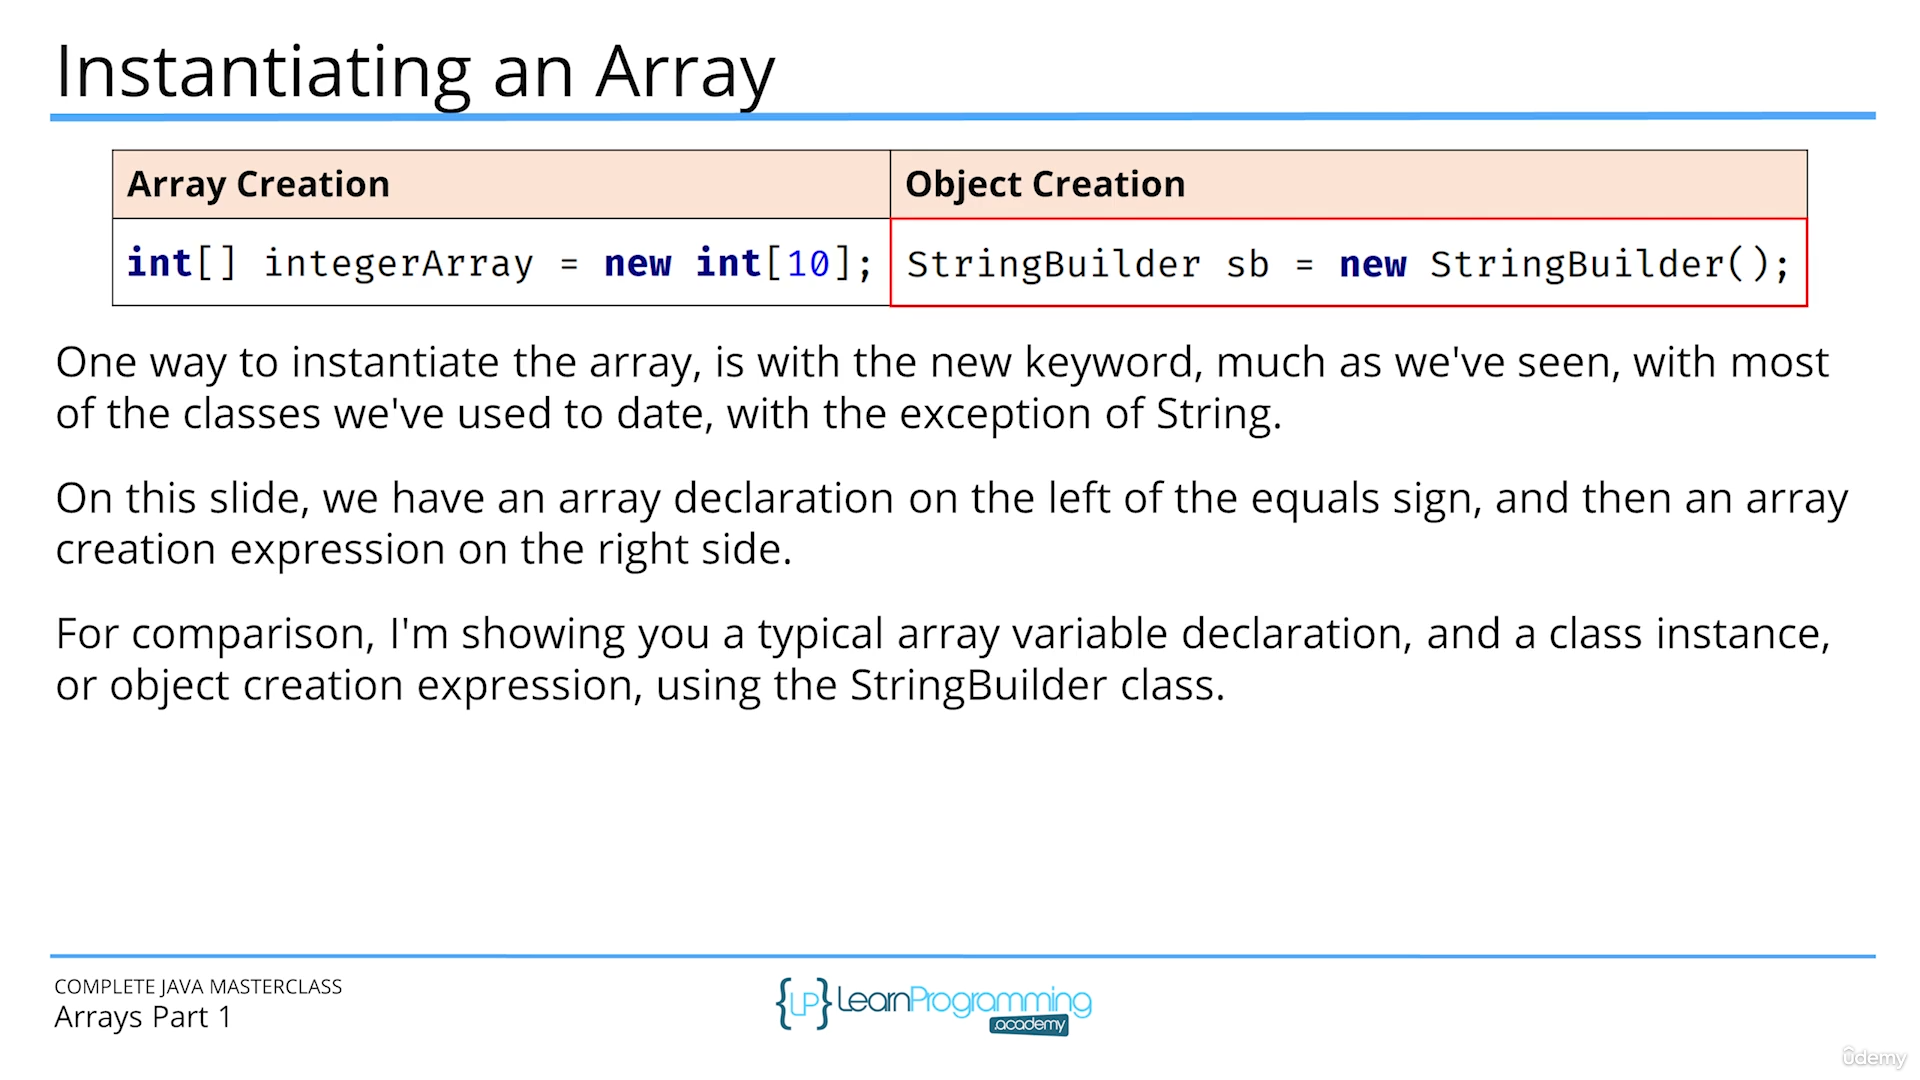 Instantiating an Array
Array Creation
Object Creation
int[] integerArray = new int[10];
StringBuilder sb = new StringBuilder();
One way to instantiate the array, is with the new keyword, much as we've seen, with most
of the classes we've used to date, with the exception of String.
On this slide, we have an array declaration on the left of the equals sign, and then an array
creation expression on the right side.
For comparison, I'm showing you a typical array variable declaration, and a class instance,
or object creation expression, using the StringBuilder class.
COMPLETE JAVA MASTERCLASS
Arrays Part 1
{LP} LearnProgramming
.academy
ûdemy